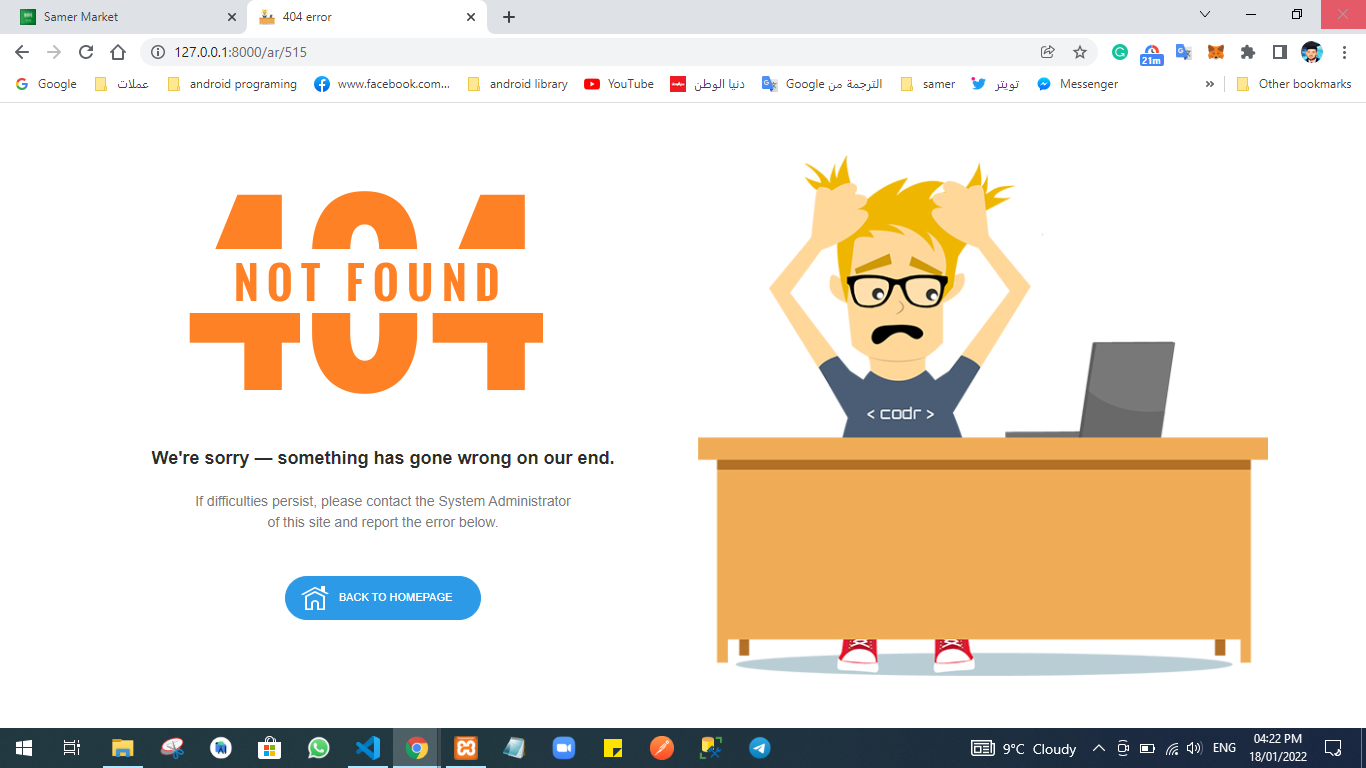 Samer Market
404 error
127.0.0.1:8000/ar/515
21m
Google
عملات
android programing
www.facebook.com...
android library
YouTube
دنيا الوطن
الترجمة من Google
samer
تويتر
Messenger
»
Other bookmarks
404
NOT FOUND
We're sorry — something has gone wrong on our end.
If difficulties persist, please contact the System Administrator
of this site and report the error below.
BACK TO HOMEPAGE
< codr >
9°C Cloudy
ENG
04:22 PM
18/01/2022